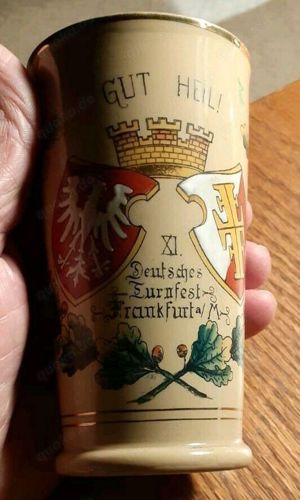 GUT HEIL!
XI.
Deutsches
Turnfest
Frankfurt a/M